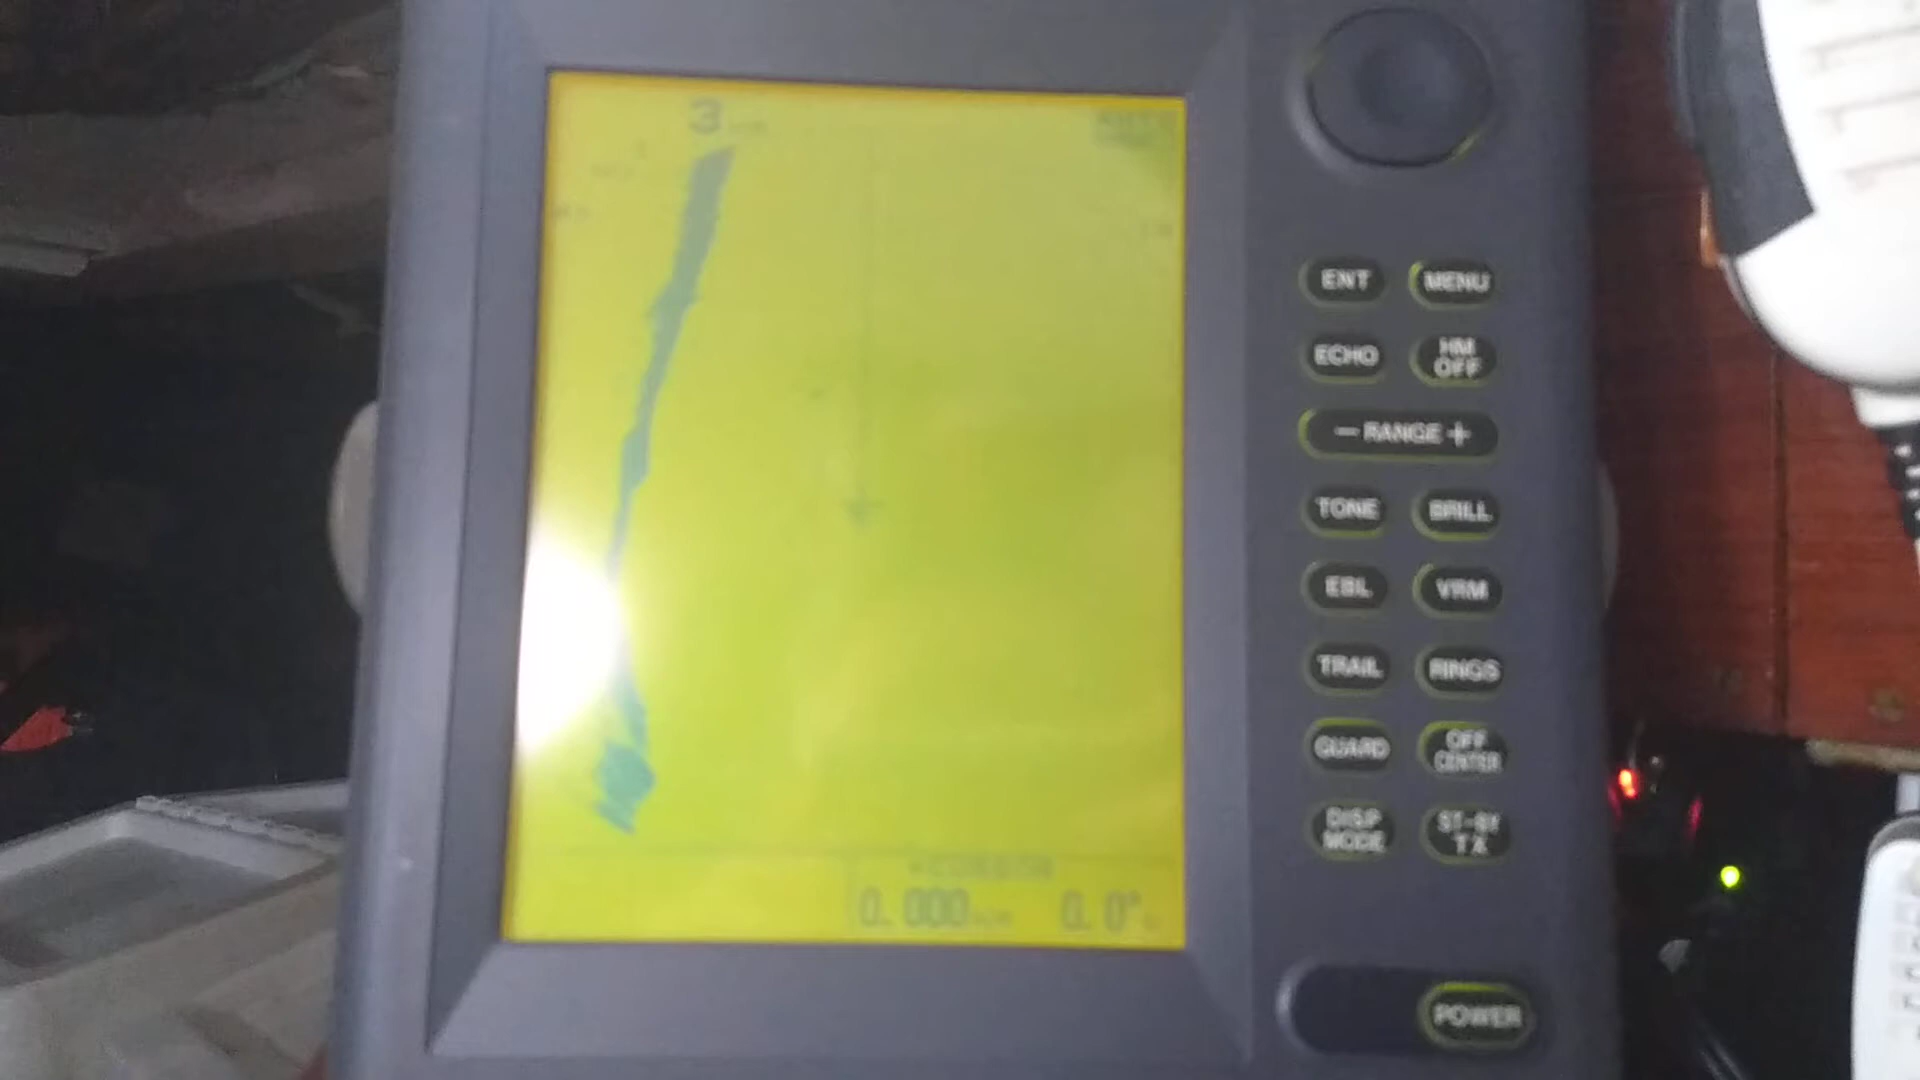 3
ENT MENU
ECHO HM OFF
— RANGE +
TONE BRILL
EBL VRM
TRAIL RINGS
GUARD OFF CENTER
DISP MODE ST-BY TX
+CURSOR
0.000 0.0°
POWER